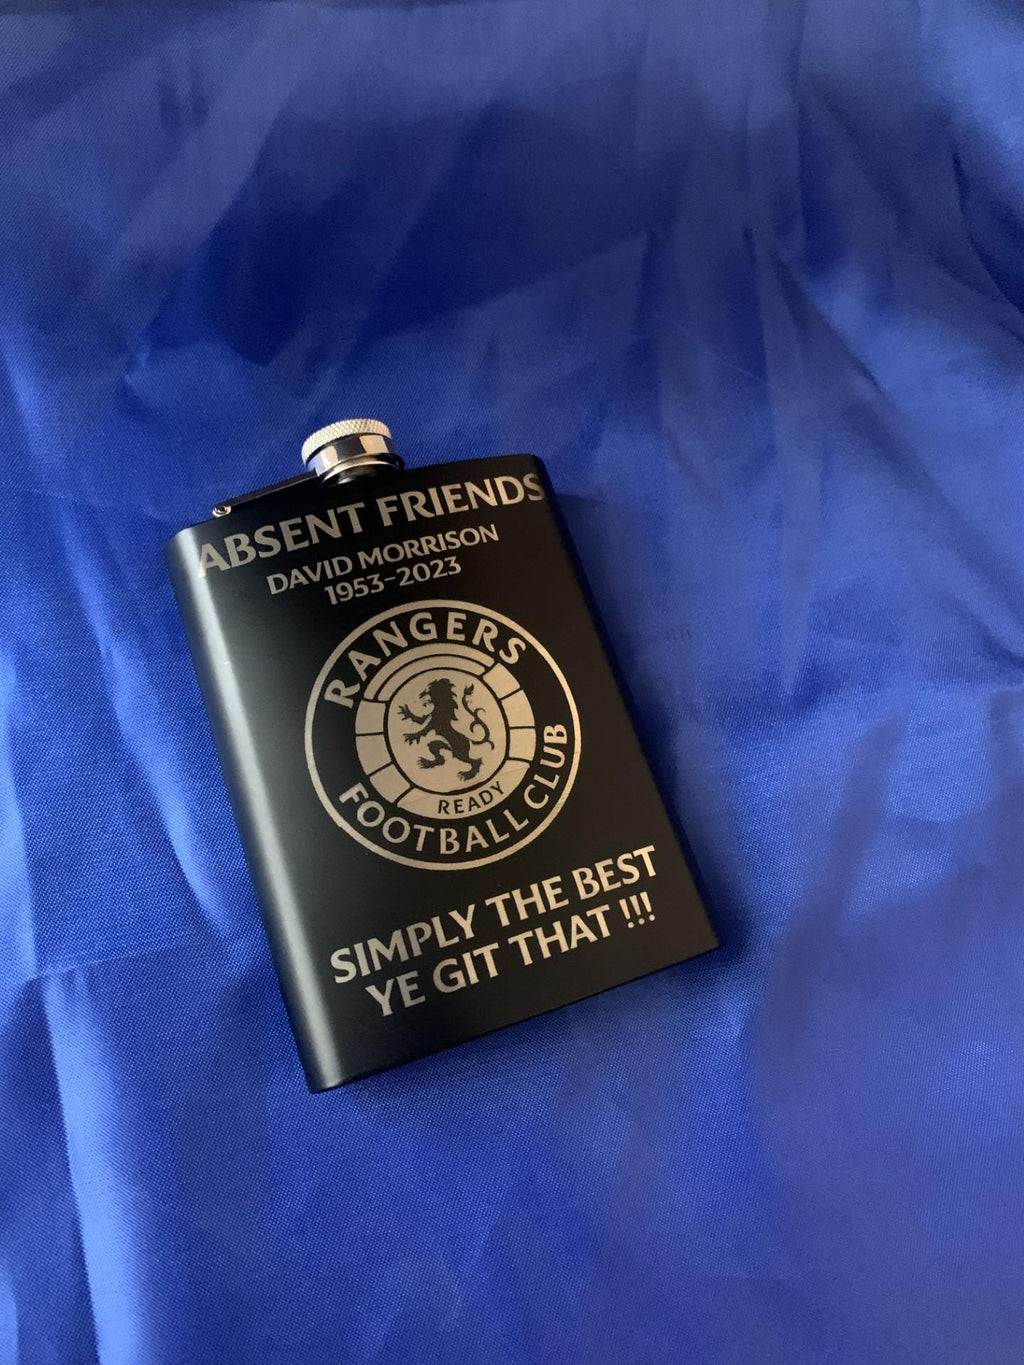 ABSENT FRIENDS
DAVID MORRISON
1953-2023
RANGERS
READY
FOOTBALL CLUB
SIMPLY THE BEST
YE GIT THAT !!!